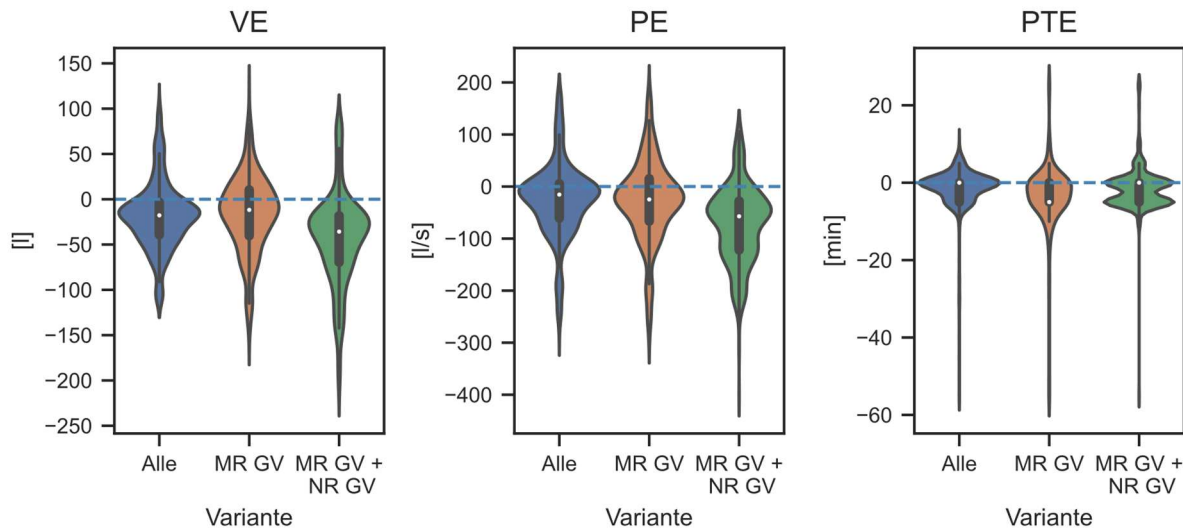 VE
150
100
50
0
−50
−100
−150
−200
−250
[l]
Alle
MR GV
MR GV +
NR GV
Variante
PE
200
100
0
−100
−200
−300
−400
[l/s]
Alle
MR GV
MR GV +
NR GV
Variante
PTE
20
0
−20
−40
−60
[min]
Alle
MR GV
MR GV +
NR GV
Variante